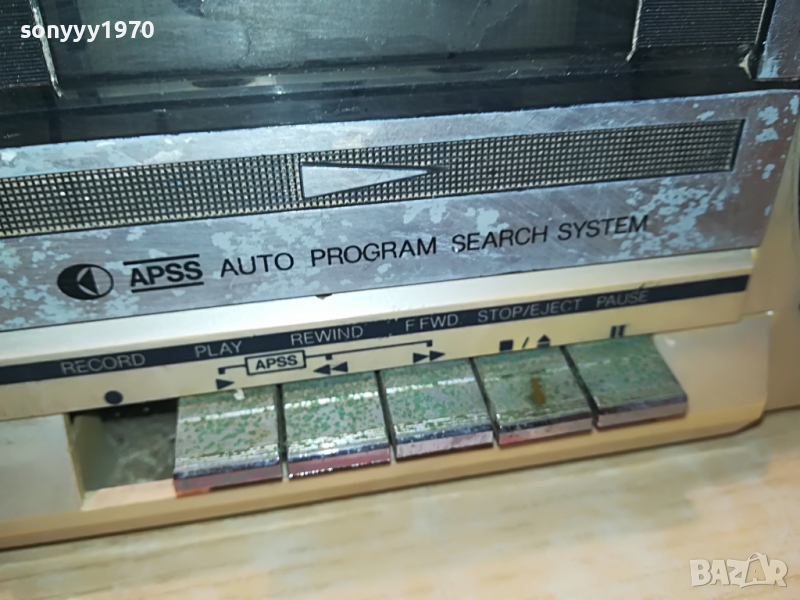 sonyyy1970
APSS AUTO PROGRAM SEARCH SYSTEM
RECORD PLAY REWIND F FWD STOP/EJECT PAUSE
APSS
BAZAR